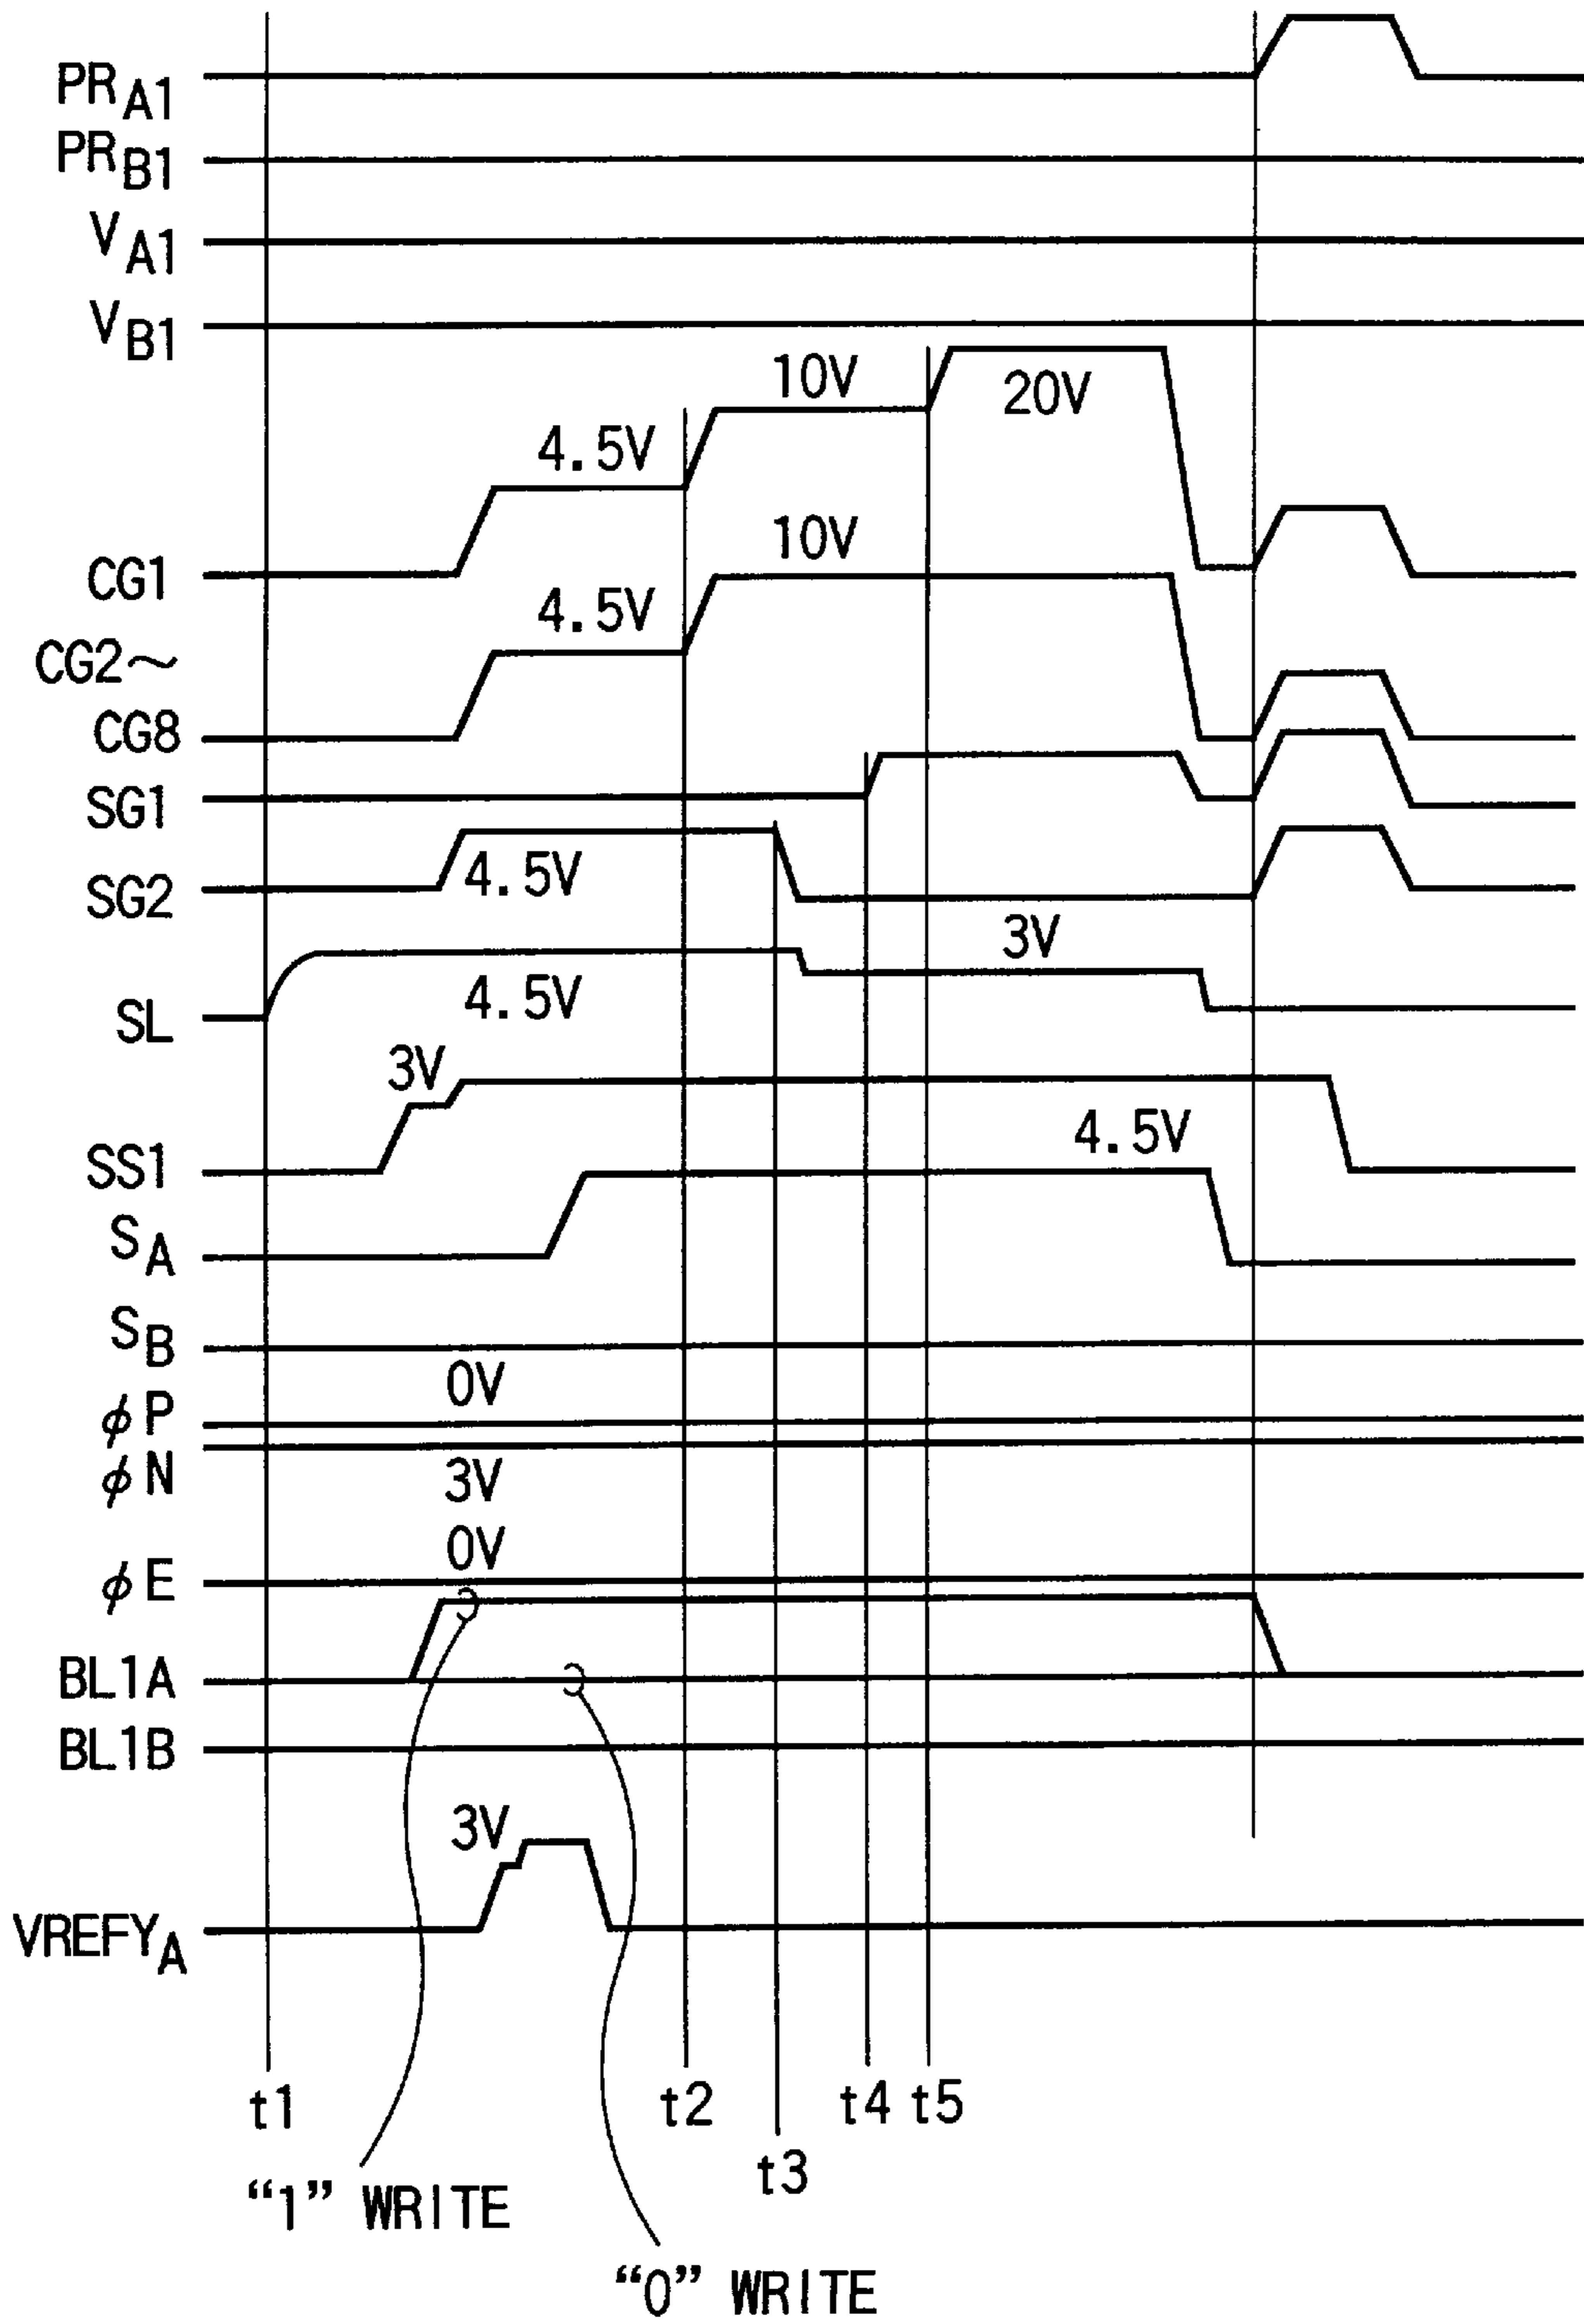 PRA1
PRB1
VA1
VB1
10V
20V
4.5V
CG1
10V
4.5V
CG2~
CG8
SG1
4.5V
SG2
3V
4.5V
SL
3V
4.5V
SS1
SA
SB
0V
φP
φN
3V
0V
φE
BL1A
BL1B
3V
VREFYA
t1
t2
t4
t5
t3
“1” WRITE
“0” WRITE